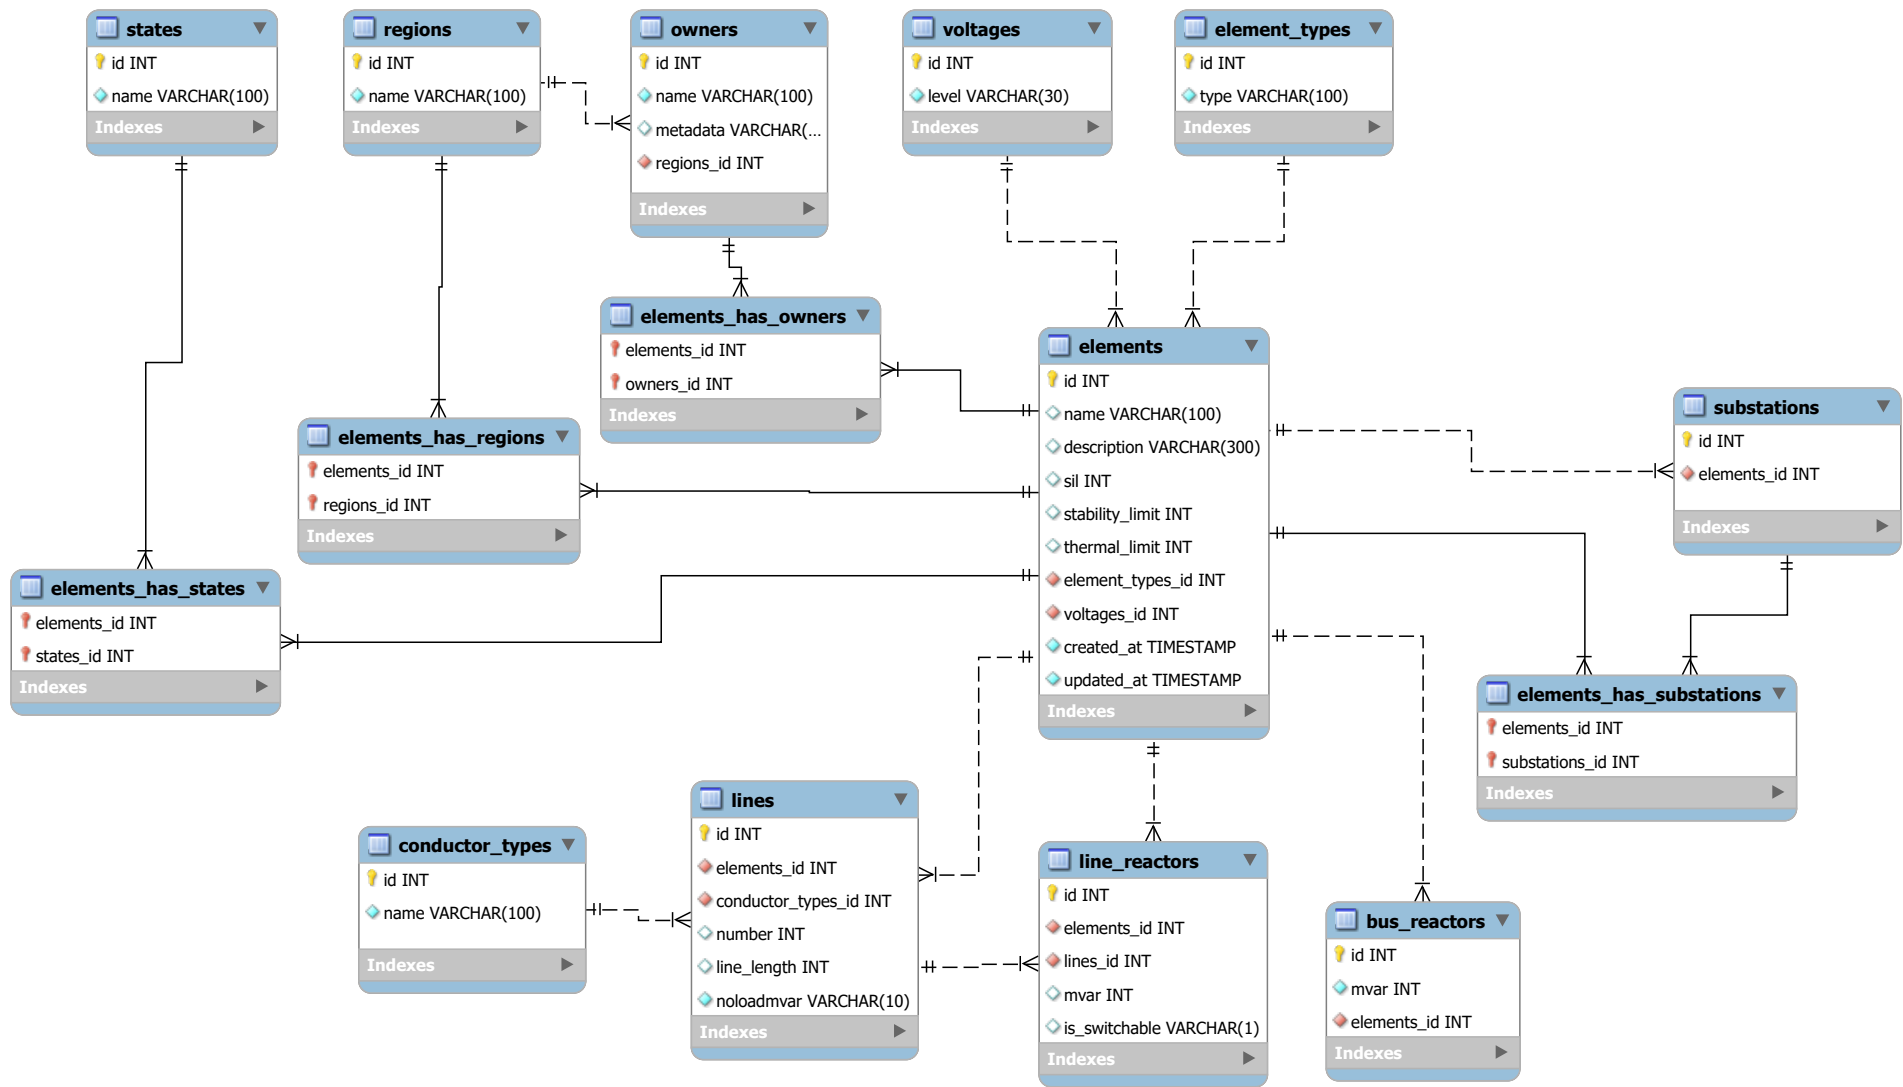 states
id INT
name VARCHAR(100)
Indexes
regions
id INT
name VARCHAR(100)
Indexes
owners
id INT
name VARCHAR(100)
metadata VARCHAR(...
regions_id INT
Indexes
voltages
id INT
level VARCHAR(30)
Indexes
element_types
id INT
type VARCHAR(100)
Indexes
elements_has_owners
elements_id INT
owners_id INT
Indexes
elements
id INT
name VARCHAR(100)
description VARCHAR(300)
sil INT
stability_limit INT
thermal_limit INT
element_types_id INT
voltages_id INT
created_at TIMESTAMP
updated_at TIMESTAMP
Indexes
substations
id INT
elements_id INT
Indexes
elements_has_regions
elements_id INT
regions_id INT
Indexes
elements_has_states
elements_id INT
states_id INT
Indexes
elements_has_substations
elements_id INT
substations_id INT
Indexes
lines
id INT
elements_id INT
conductor_types_id INT
number INT
line_length INT
noloadmvar VARCHAR(10)
Indexes
conductor_types
id INT
name VARCHAR(100)
Indexes
line_reactors
id INT
elements_id INT
lines_id INT
mvar INT
is_switchable VARCHAR(1)
Indexes
bus_reactors
id INT
mvar INT
elements_id INT
Indexes